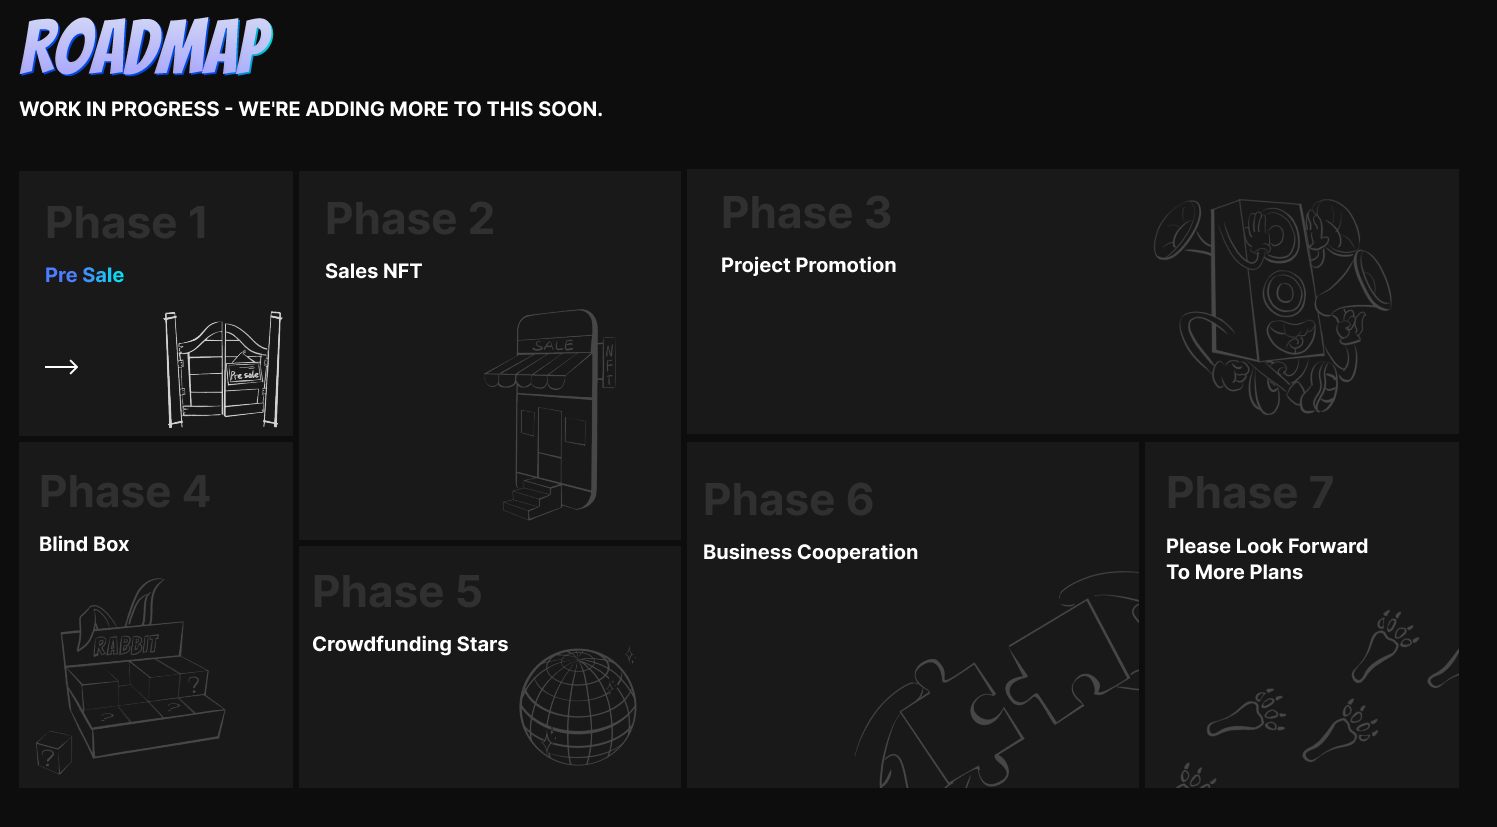 ROADMAP
WORK IN PROGRESS - WE'RE ADDING MORE TO THIS SOON.
Phase 1
Pre Sale
Pre sale
Phase 2
Sales NFT
SALE
NFT
Phase 3
Project Promotion
Phase 4
Blind Box
RABBIT
?
?
?
?
Phase 5
Crowdfunding Stars
Phase 6
Business Cooperation
Phase 7
Please Look Forward
To More Plans